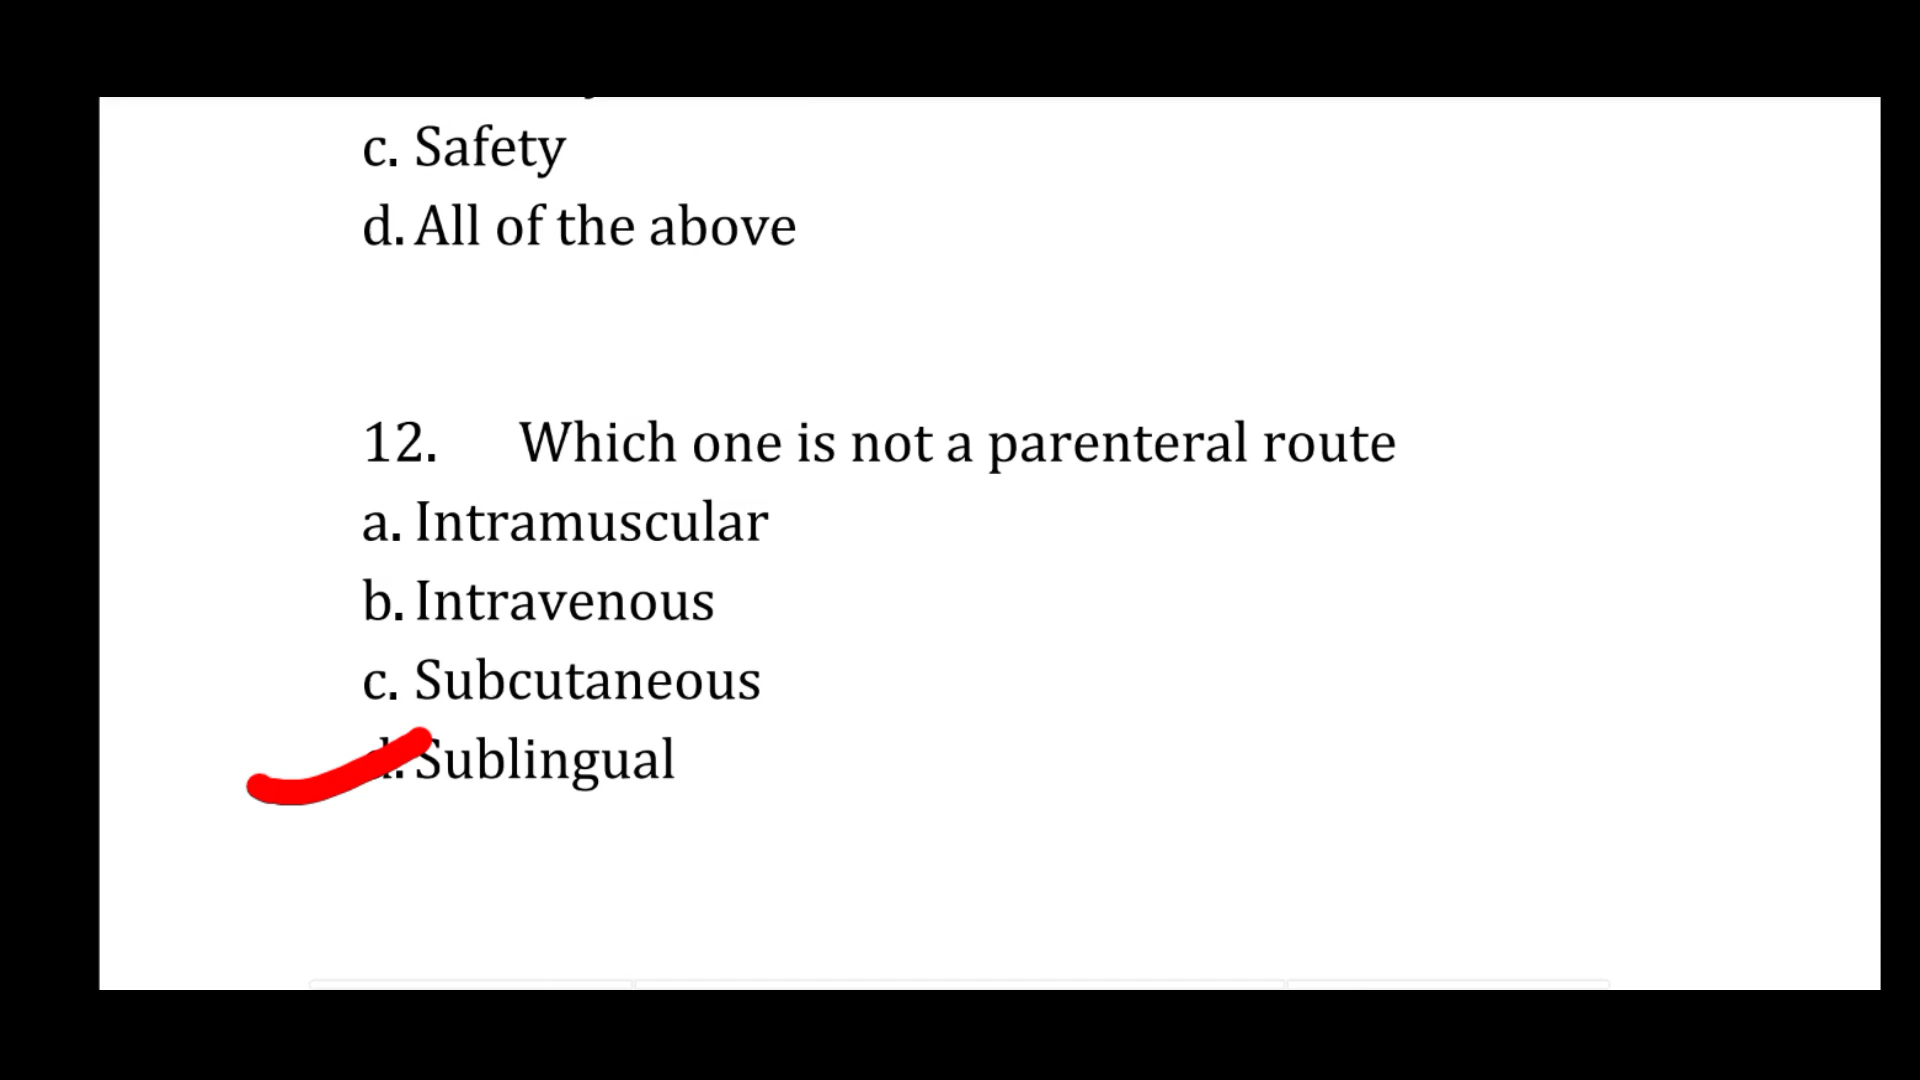 c. Safety
d. All of the above
12. Which one is not a parenteral route
a. Intramuscular
b. Intravenous
c. Subcutaneous
d. Sublingual